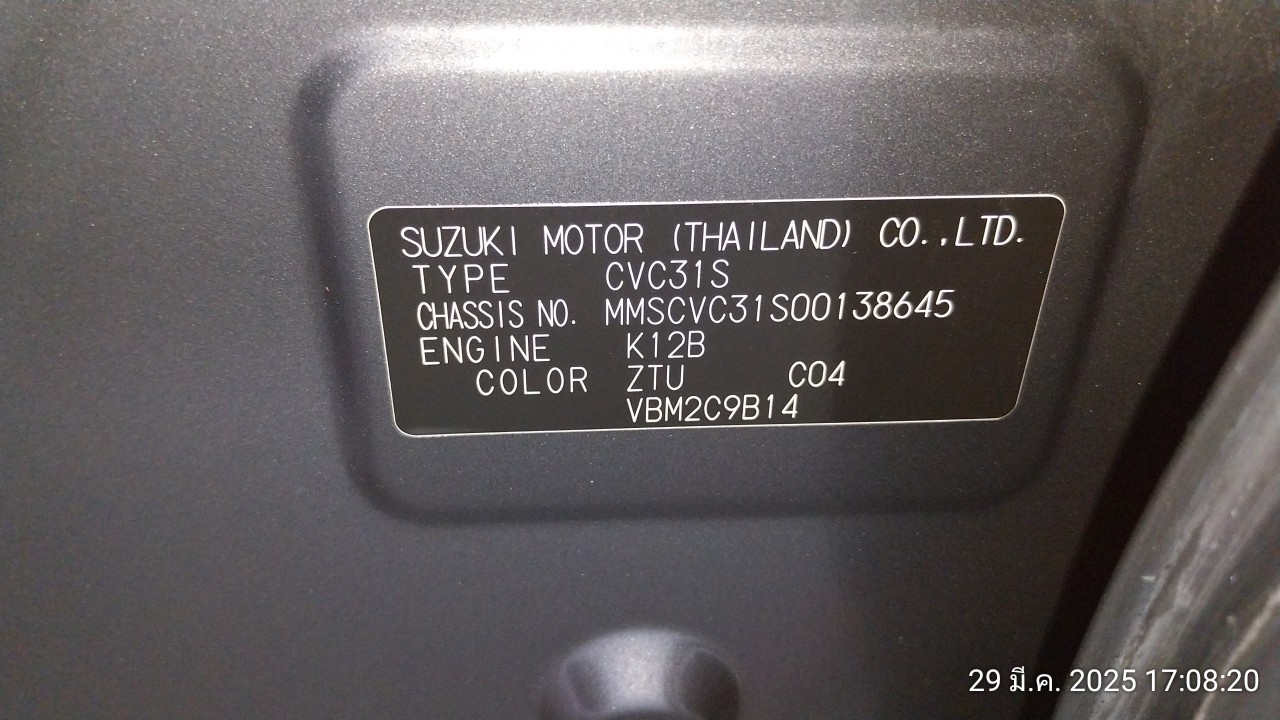 SUZUKI MOTOR (THAILAND) CO.,LTD.
TYPE CVC31S
CHASSIS NO. MMSCVC31S00138645
ENGINE K12B
COLOR ZTU C04
VBM2C9B14
29 มี.ค. 2025 17:08:20